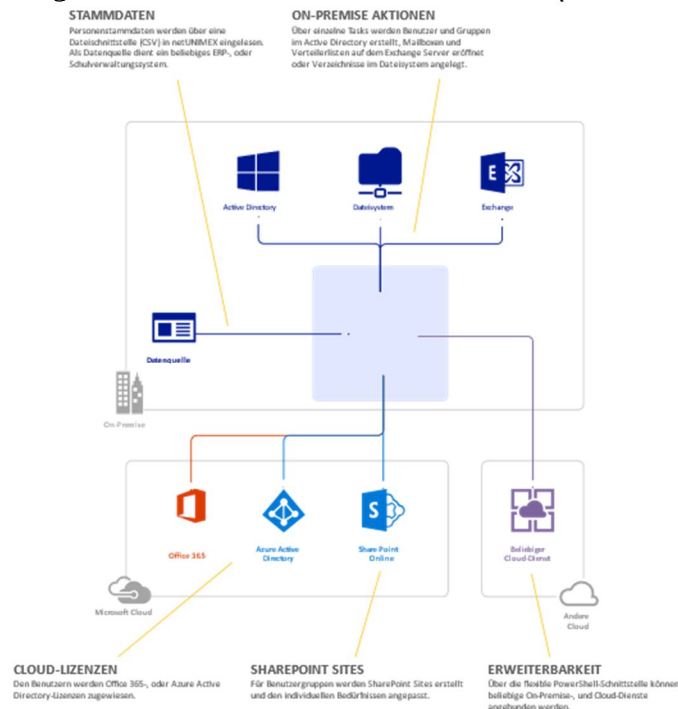 STAMMDATEN
Personenstammdaten werden über eine
Dateischnittstelle (CSV) in netUNIMEX eingelesen.
Als Datenquelle dient ein beliebiges ERP-, oder
Schulverwaltungssystem.
ON-PREMISE AKTIONEN
Über einzelne Tasks werden Benutzer und Gruppen
im Active Directory erstellt, Mailboxen und
Verteilerlisten auf dem Exchange Server eröffnet
oder Verzeichnisse im Dateisystem angelegt.
Active Directory
Dateisystem
E
Exchange
Datenquelle
On-Premise
Office 365
Azure Active
Directory
S
Share Point
Online
Beliebiger
Cloud-Dienst
Microsoft Cloud
Andere
Cloud
CLOUD-LIZENZEN
Den Benutzern werden Office 365-, oder Azure Active
Directory-Lizenzen zugewiesen.
SHAREPOINT SITES
Für Benutzergruppen werden SharePoint Sites erstellt
und den individuellen Bedürfnissen angepasst.
ERWEITERBARKEIT
Über die flexible PowerShell-Schnittstelle können
beliebige On-Premise-, und Cloud-Dienste
angebunden werden.